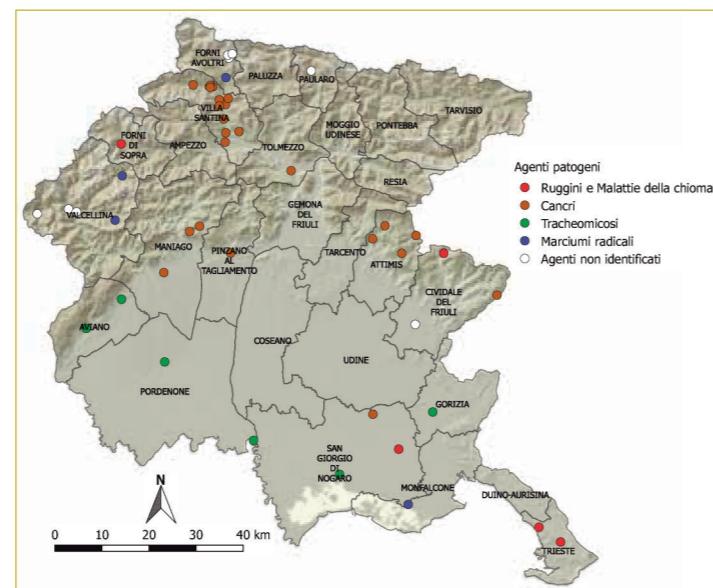 FORNI
AVOLTRI
PALUZZA
PAULARO
VILLA
SANTINA
MOGGIO
UDINESE
PONTEBBA
TARVISIO
FORNI
DI
SOPRA
AMPEZZO
TOLMEZZO
RESIA
VALCELLINA
GEMONA
DEL
FRIULI
MANIAGO
PINZANO
AL
TAGLIAMENTO
TARCENTO
ATTIMIS
CIVIDALE
DEL
FRIULI
AVIANO
COSEANO
UDINE
PORDENONE
GORIZIA
SAN
GIORGIO
DI
NOGARO
MONFALCONE
DUINO-AURISINA
TRIESTE
Agenti patogeni
Ruggini e Malattie della chioma
Cancri
Tracheomicosi
Marciumi radicali
Agenti non identificati
N
0 10 20 30 40 km